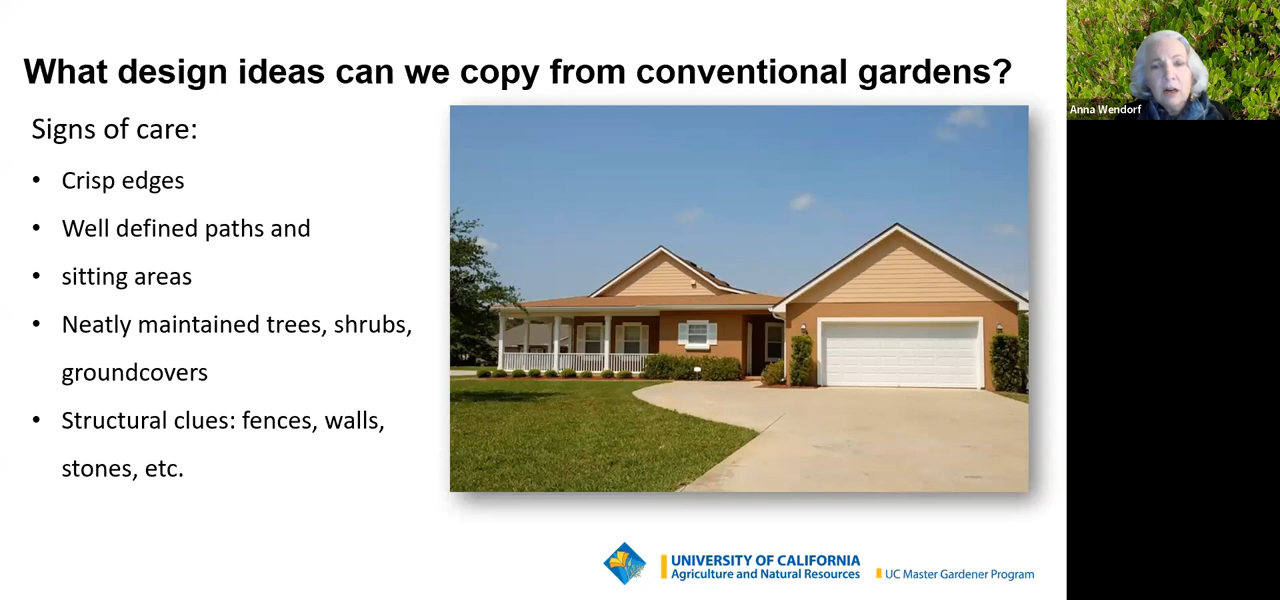 What design ideas can we copy from conventional gardens?
Signs of care:
• Crisp edges
• Well defined paths and
• sitting areas
• Neatly maintained trees, shrubs,
groundcovers
• Structural clues: fences, walls,
stones, etc.
UNIVERSITY OF CALIFORNIA
Agriculture and Natural Resources
UC Master Gardener Program
Anna Wendorf